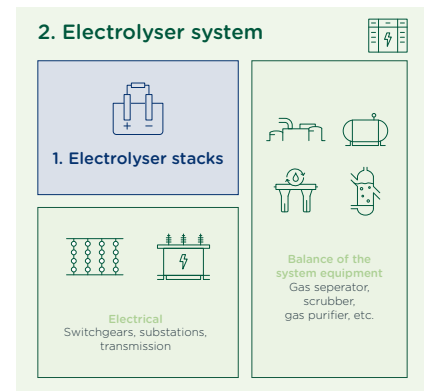 2. Electrolyser system
1. Electrolyser stacks
Electrical
Switchgears, substations,
transmission
Balance of the
system equipment
Gas seperator,
scrubber,
gas purifier, etc.